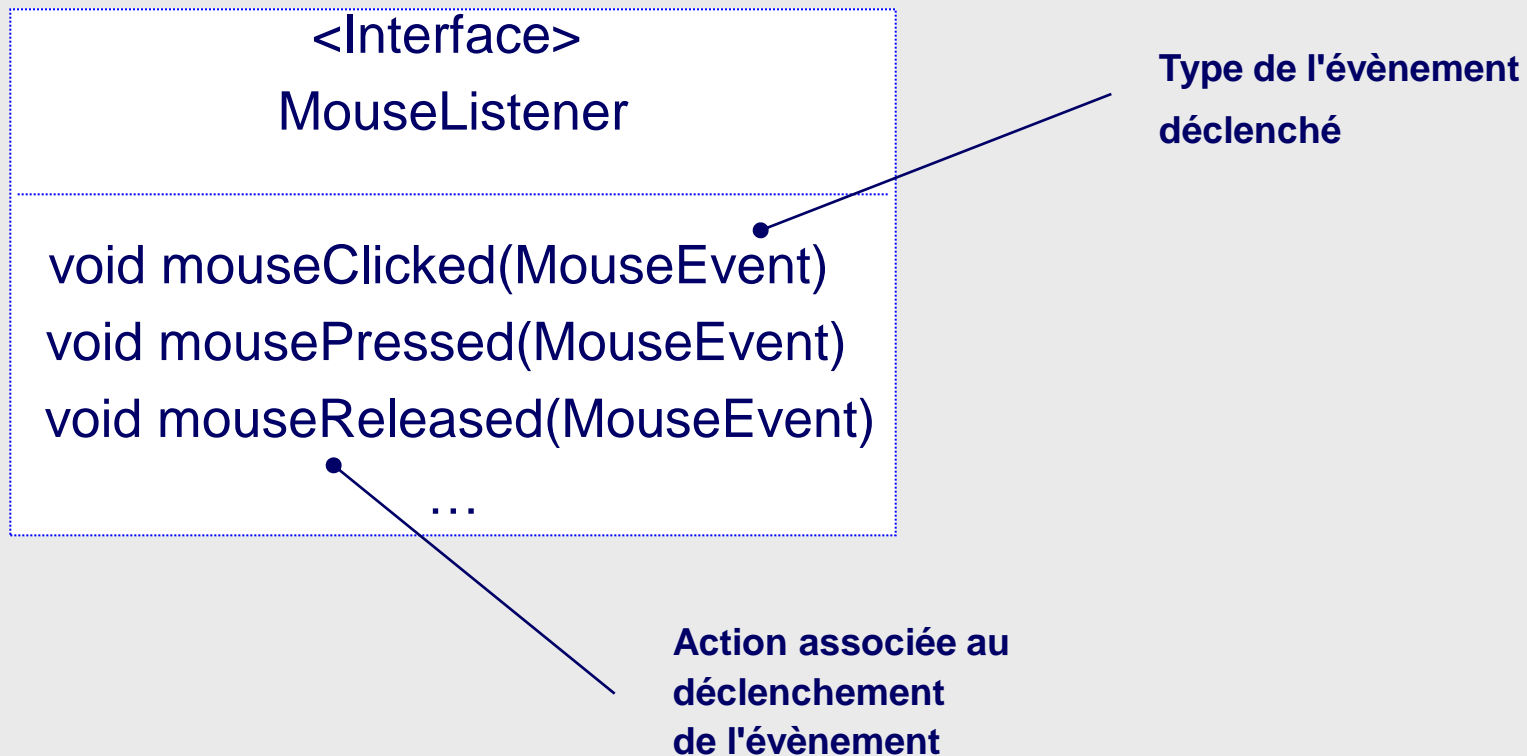 <Interface>
MouseListener
Type de l'évènement
déclenché
void mouseClicked(MouseEvent)
void mousePressed(MouseEvent)
void mouseReleased(MouseEvent)
…
Action associée au
déclenchement
de l'évènement